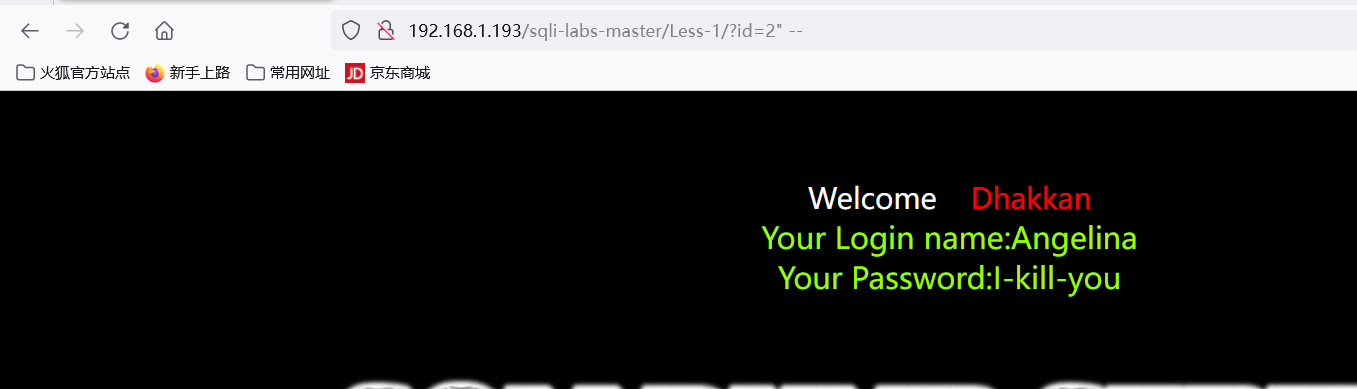 192.168.1.193/sqli-labs-master/Less-1/?id=2" --
火狐官方站点 新手上路 常用网址 JD 京东商城
Welcome Dhakkan
Your Login name:Angelina
Your Password:I-kill-you